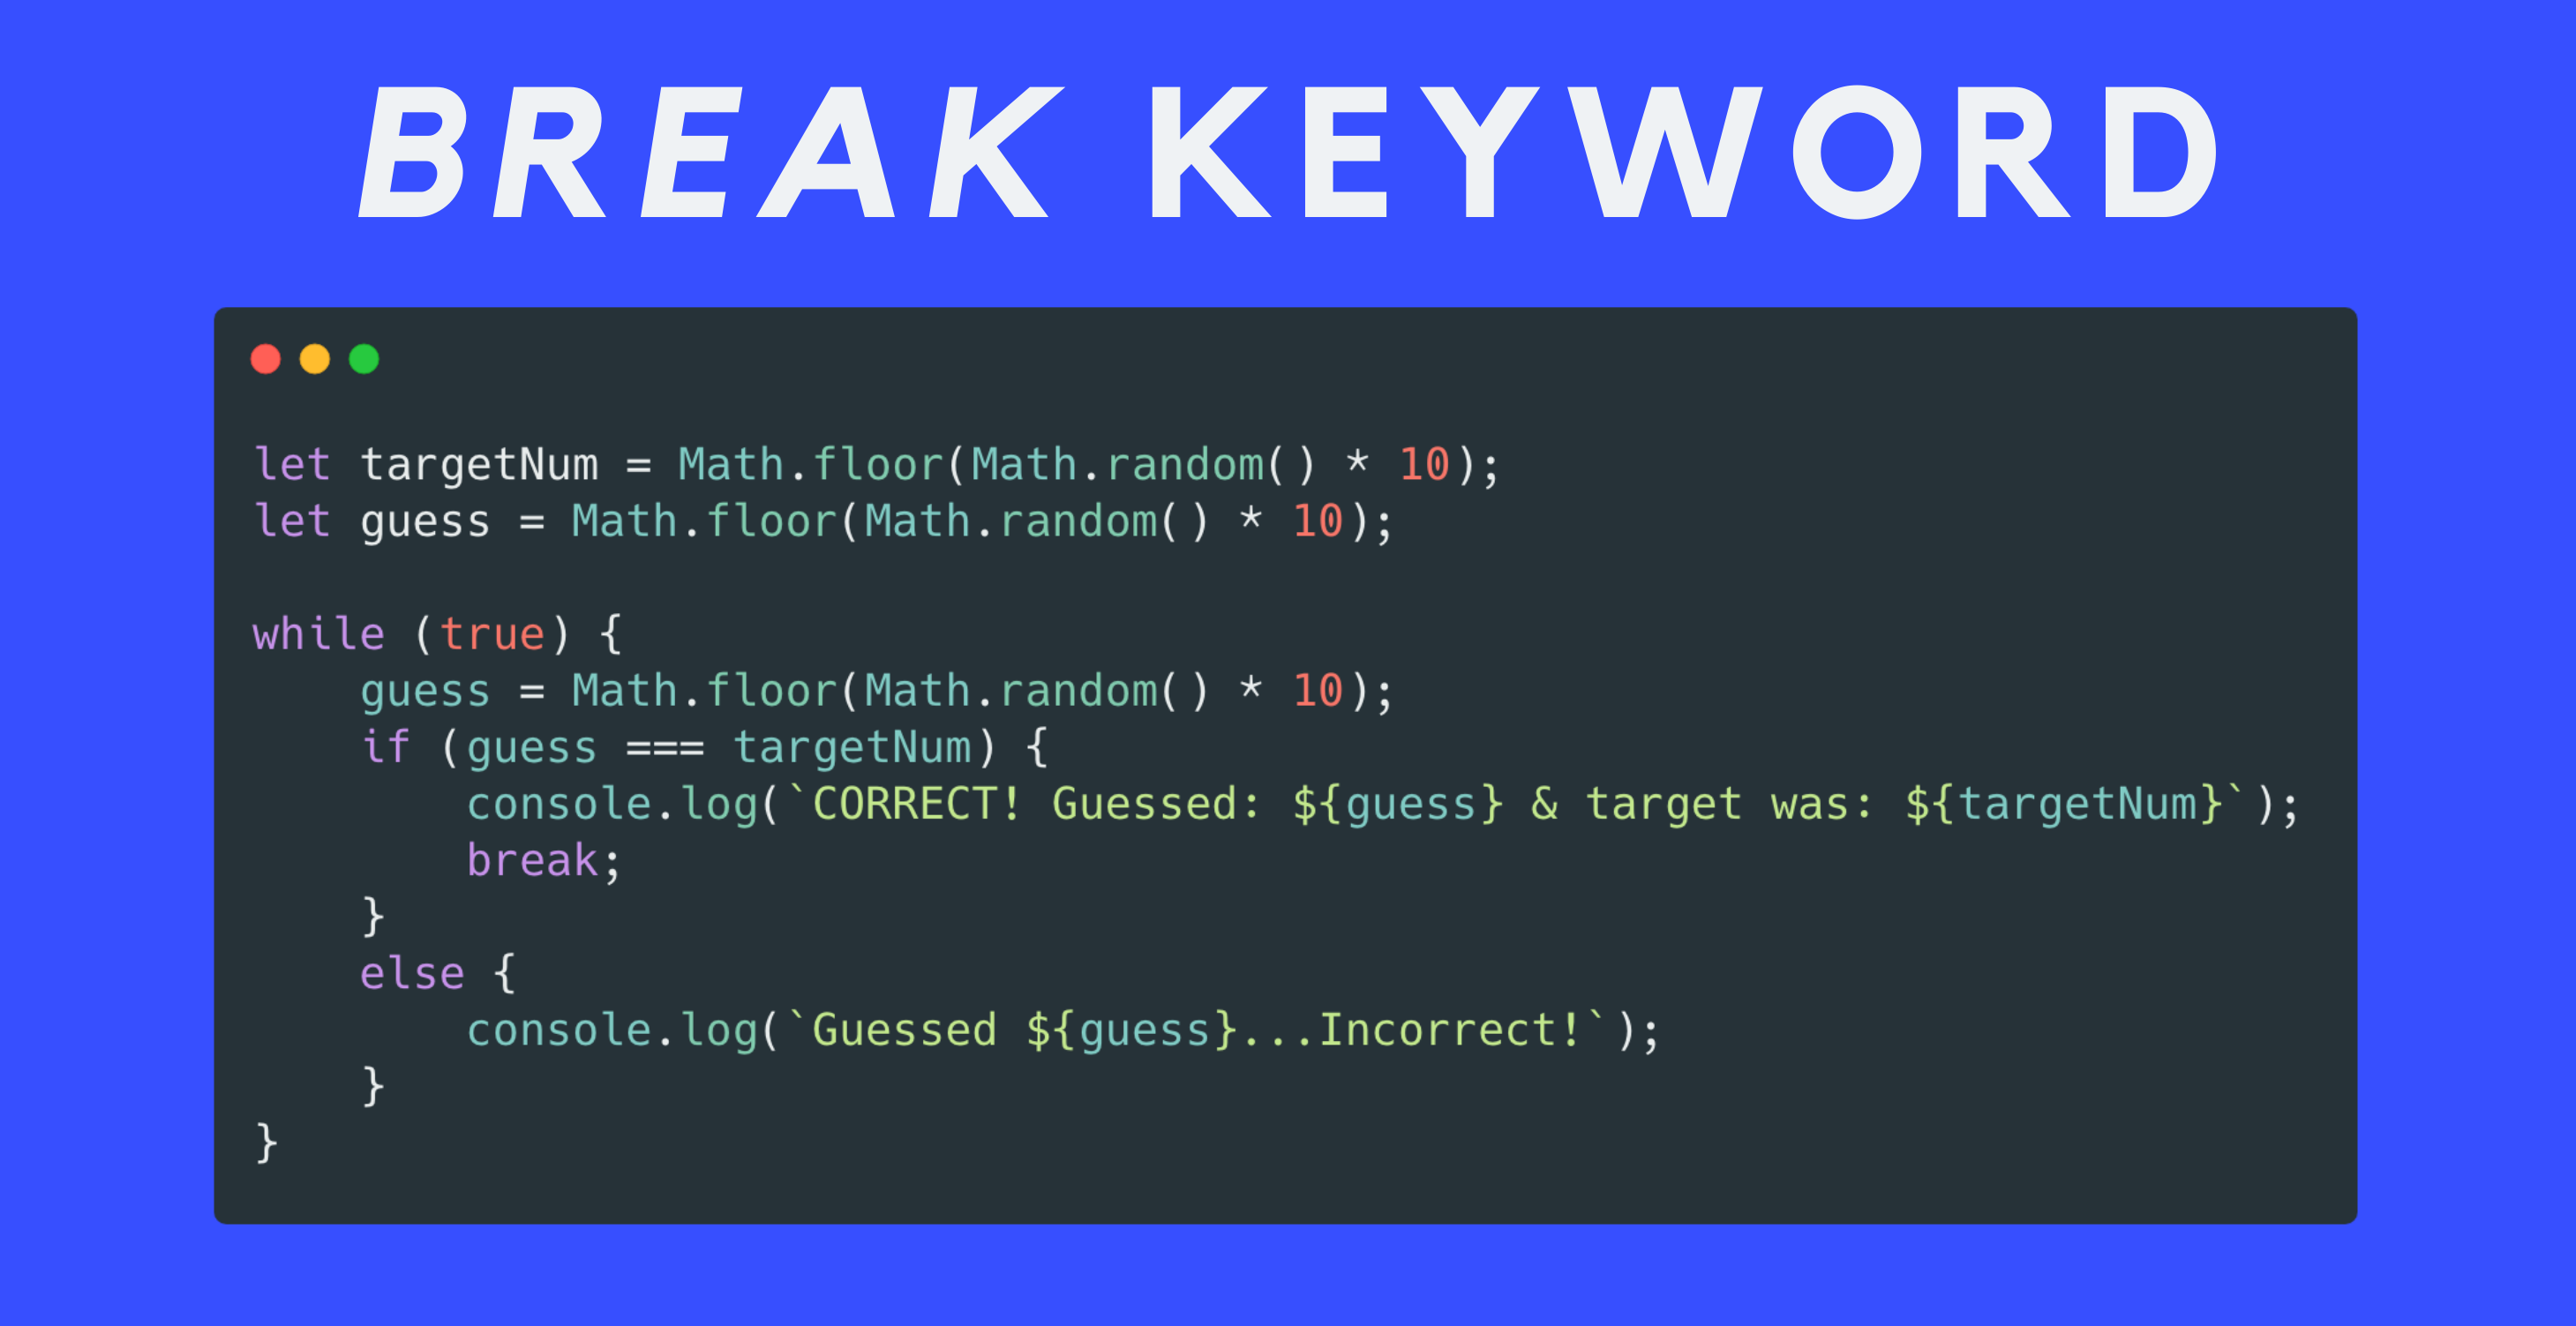 BREAK KEYWORD
let targetNum = Math.floor(Math.random() * 10);
let guess = Math.floor(Math.random() * 10);
while (true) {
    guess = Math.floor(Math.random() * 10);
    if (guess === targetNum) {
        console.log(`CORRECT! Guessed: ${guess} & target was: ${targetNum}`);
        break;
    }
    else {
        console.log(`Guessed ${guess}...Incorrect!`);
    }
}